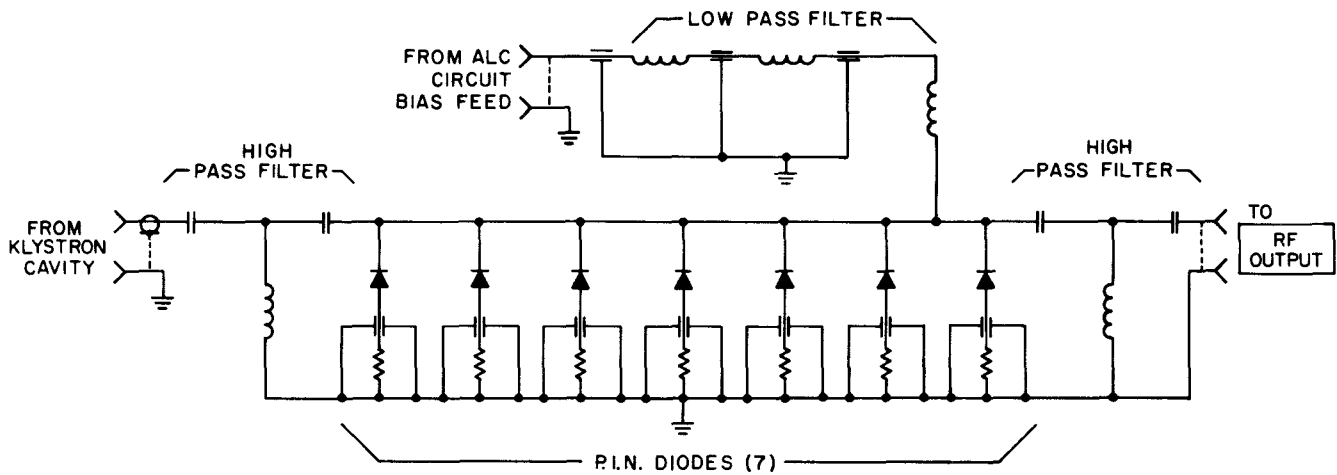 LOW PASS FILTER
FROM ALC
CIRCUIT
BIAS FEED
HIGH
PASS FILTER
HIGH
PASS FILTER
FROM
KLYSTRON
CAVITY
TO
RF
OUTPUT
P.I.N. DIODES (7)